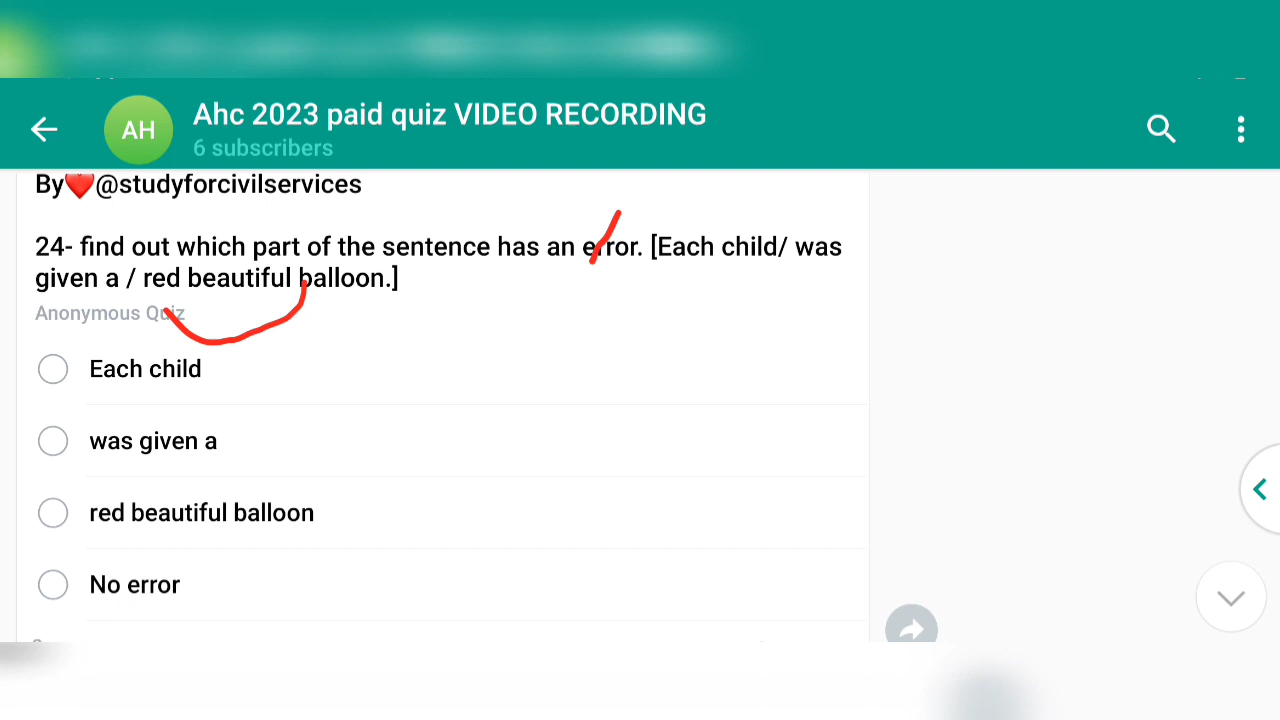 AH
Ahc 2023 paid quiz VIDEO RECORDING
6 subscribers
By❤️@studyforcivilservices
24- find out which part of the sentence has an error. [Each child/ was
given a / red beautiful balloon.]
Anonymous Quiz
Each child
was given a
red beautiful balloon
No error